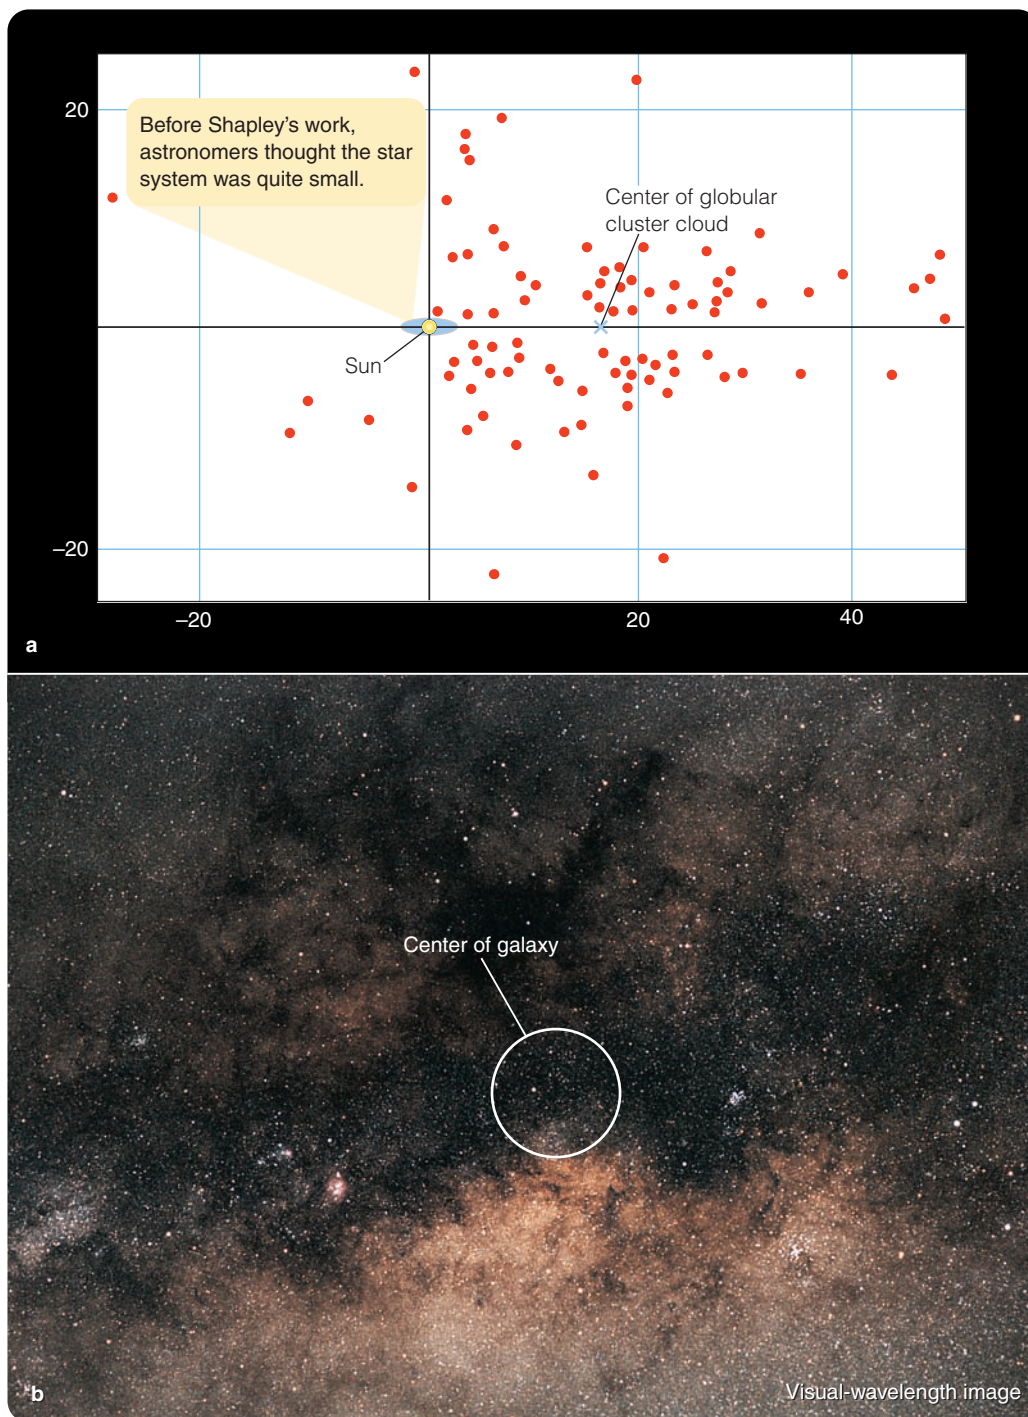 20
Before Shapley’s work,
astronomers thought the star
system was quite small.
Center of globular
cluster cloud
Sun
–20
–20
20
40
a
Center of galaxy
b
Visual-wavelength image